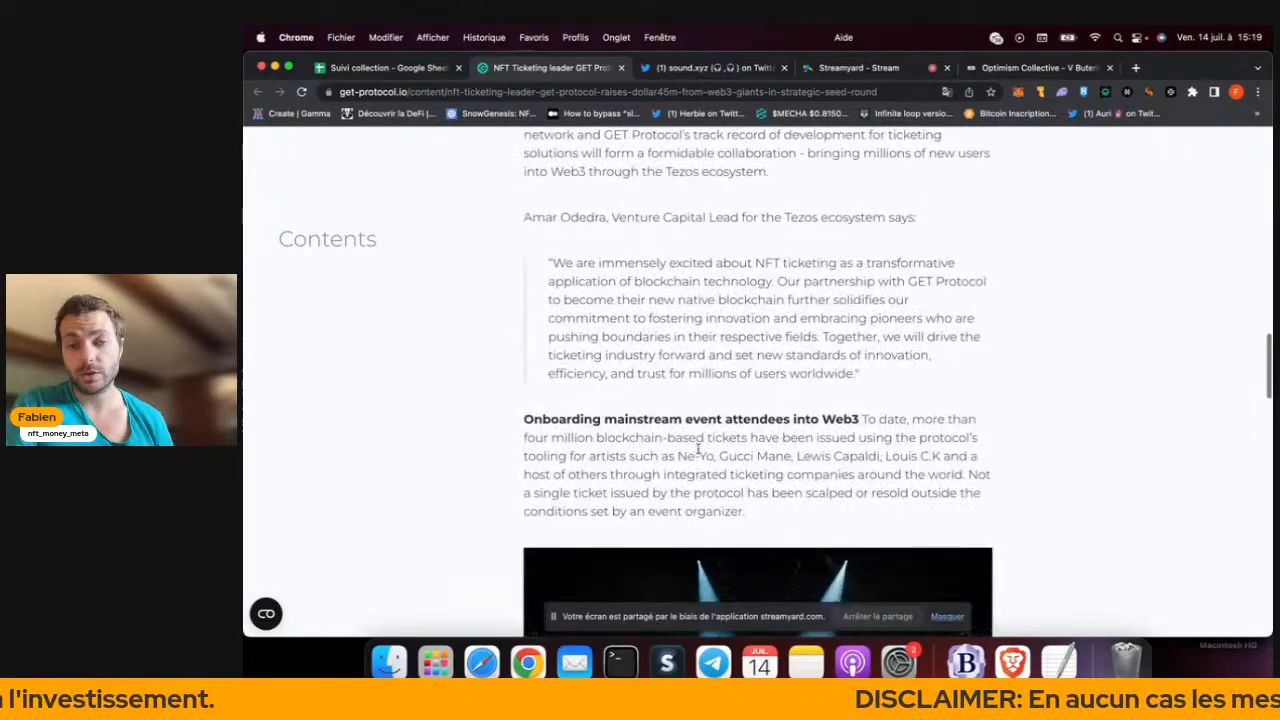 Chrome Fichier Modifier Afficher Historique Favoris Profils Onglet Fenêtre Aide Ven. 14 juil. à 15:19
Suivi collection - Google Shee
NFT Ticketing leader GET Pro
(1) sound.xyz (🎧,🎧) on Twit
Streamyard - Stream
Optimism Collective - V Buter
get-protocol.io/content/nft-ticketing-leader-get-protocol-raises-dollar45m-from-web3-giants-in-strategic-seed-round
Create | Gamma
Découvrir la DeFi |
SnowGenesis: NF...
How to bypass "sl...
(1) Herbie on Twitt...
$MECHA $0.8150...
Infinite loop versio...
Bitcoin Inscription...
(1) Auri on Twit...
network and GET Protocol's track record of development for ticketing
solutions will form a formidable collaboration - bringing millions of new users
into Web3 through the Tezos ecosystem.
Amar Odedra, Venture Capital Lead for the Tezos ecosystem says:
Contents
"We are immensely excited about NFT ticketing as a transformative
application of blockchain technology. Our partnership with GET Protocol
to become their new native blockchain further solidifies our
commitment to fostering innovation and embracing pioneers who are
pushing boundaries in their respective fields. Together, we will drive the
ticketing industry forward and set new standards of innovation,
efficiency, and trust for millions of users worldwide."
Onboarding mainstream event attendees into Web3 To date, more than
four million blockchain-based tickets have been issued using the protocol's
tooling for artists such as Ne-Yo, Gucci Mane, Lewis Capaldi, Louis C.K and a
host of others through integrated ticketing companies around the world. Not
a single ticket issued by the protocol has been scalped or resold outside the
conditions set by an event organizer.
Fabien
nft_money_meta
Votre écran est partagé par le biais de l'application streamyard.com. Arrêter le partage Masquer
Macintosh HD
JUIL.
14
2
l'investissement. DISCLAIMER: En aucun cas les mes